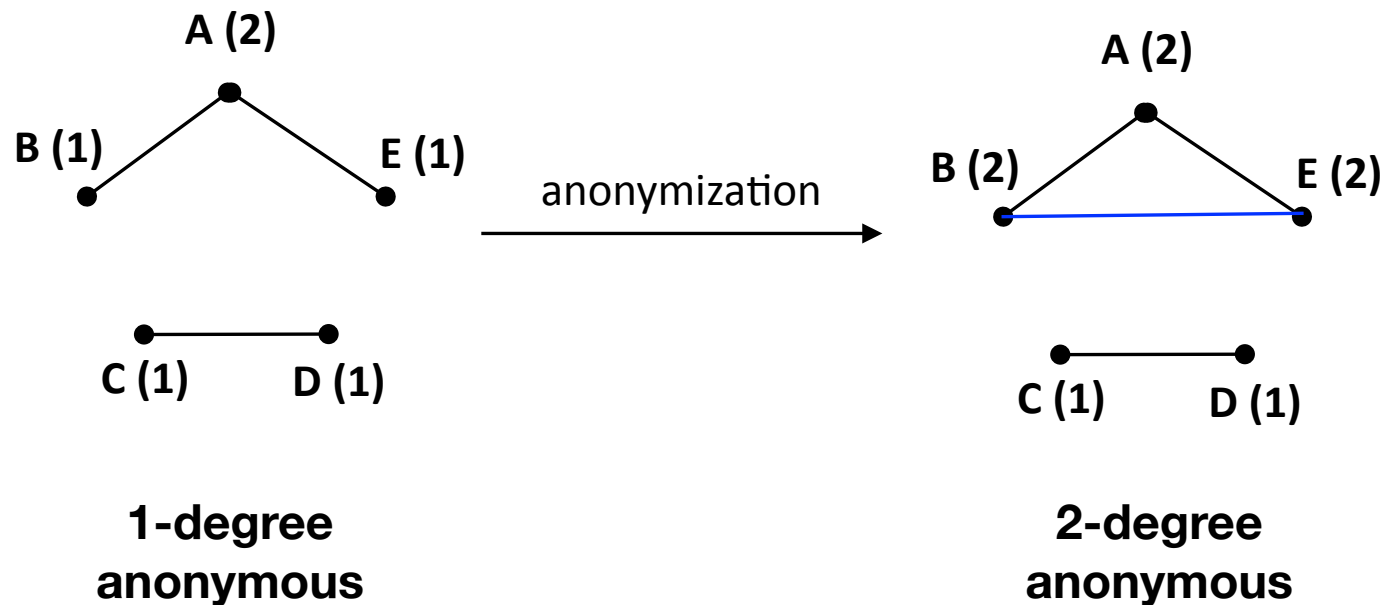 A (2)
B (1)
E (1)
C (1)
D (1)
1-degree
anonymous
anonymization
A (2)
B (2)
E (2)
C (1)
D (1)
2-degree
anonymous